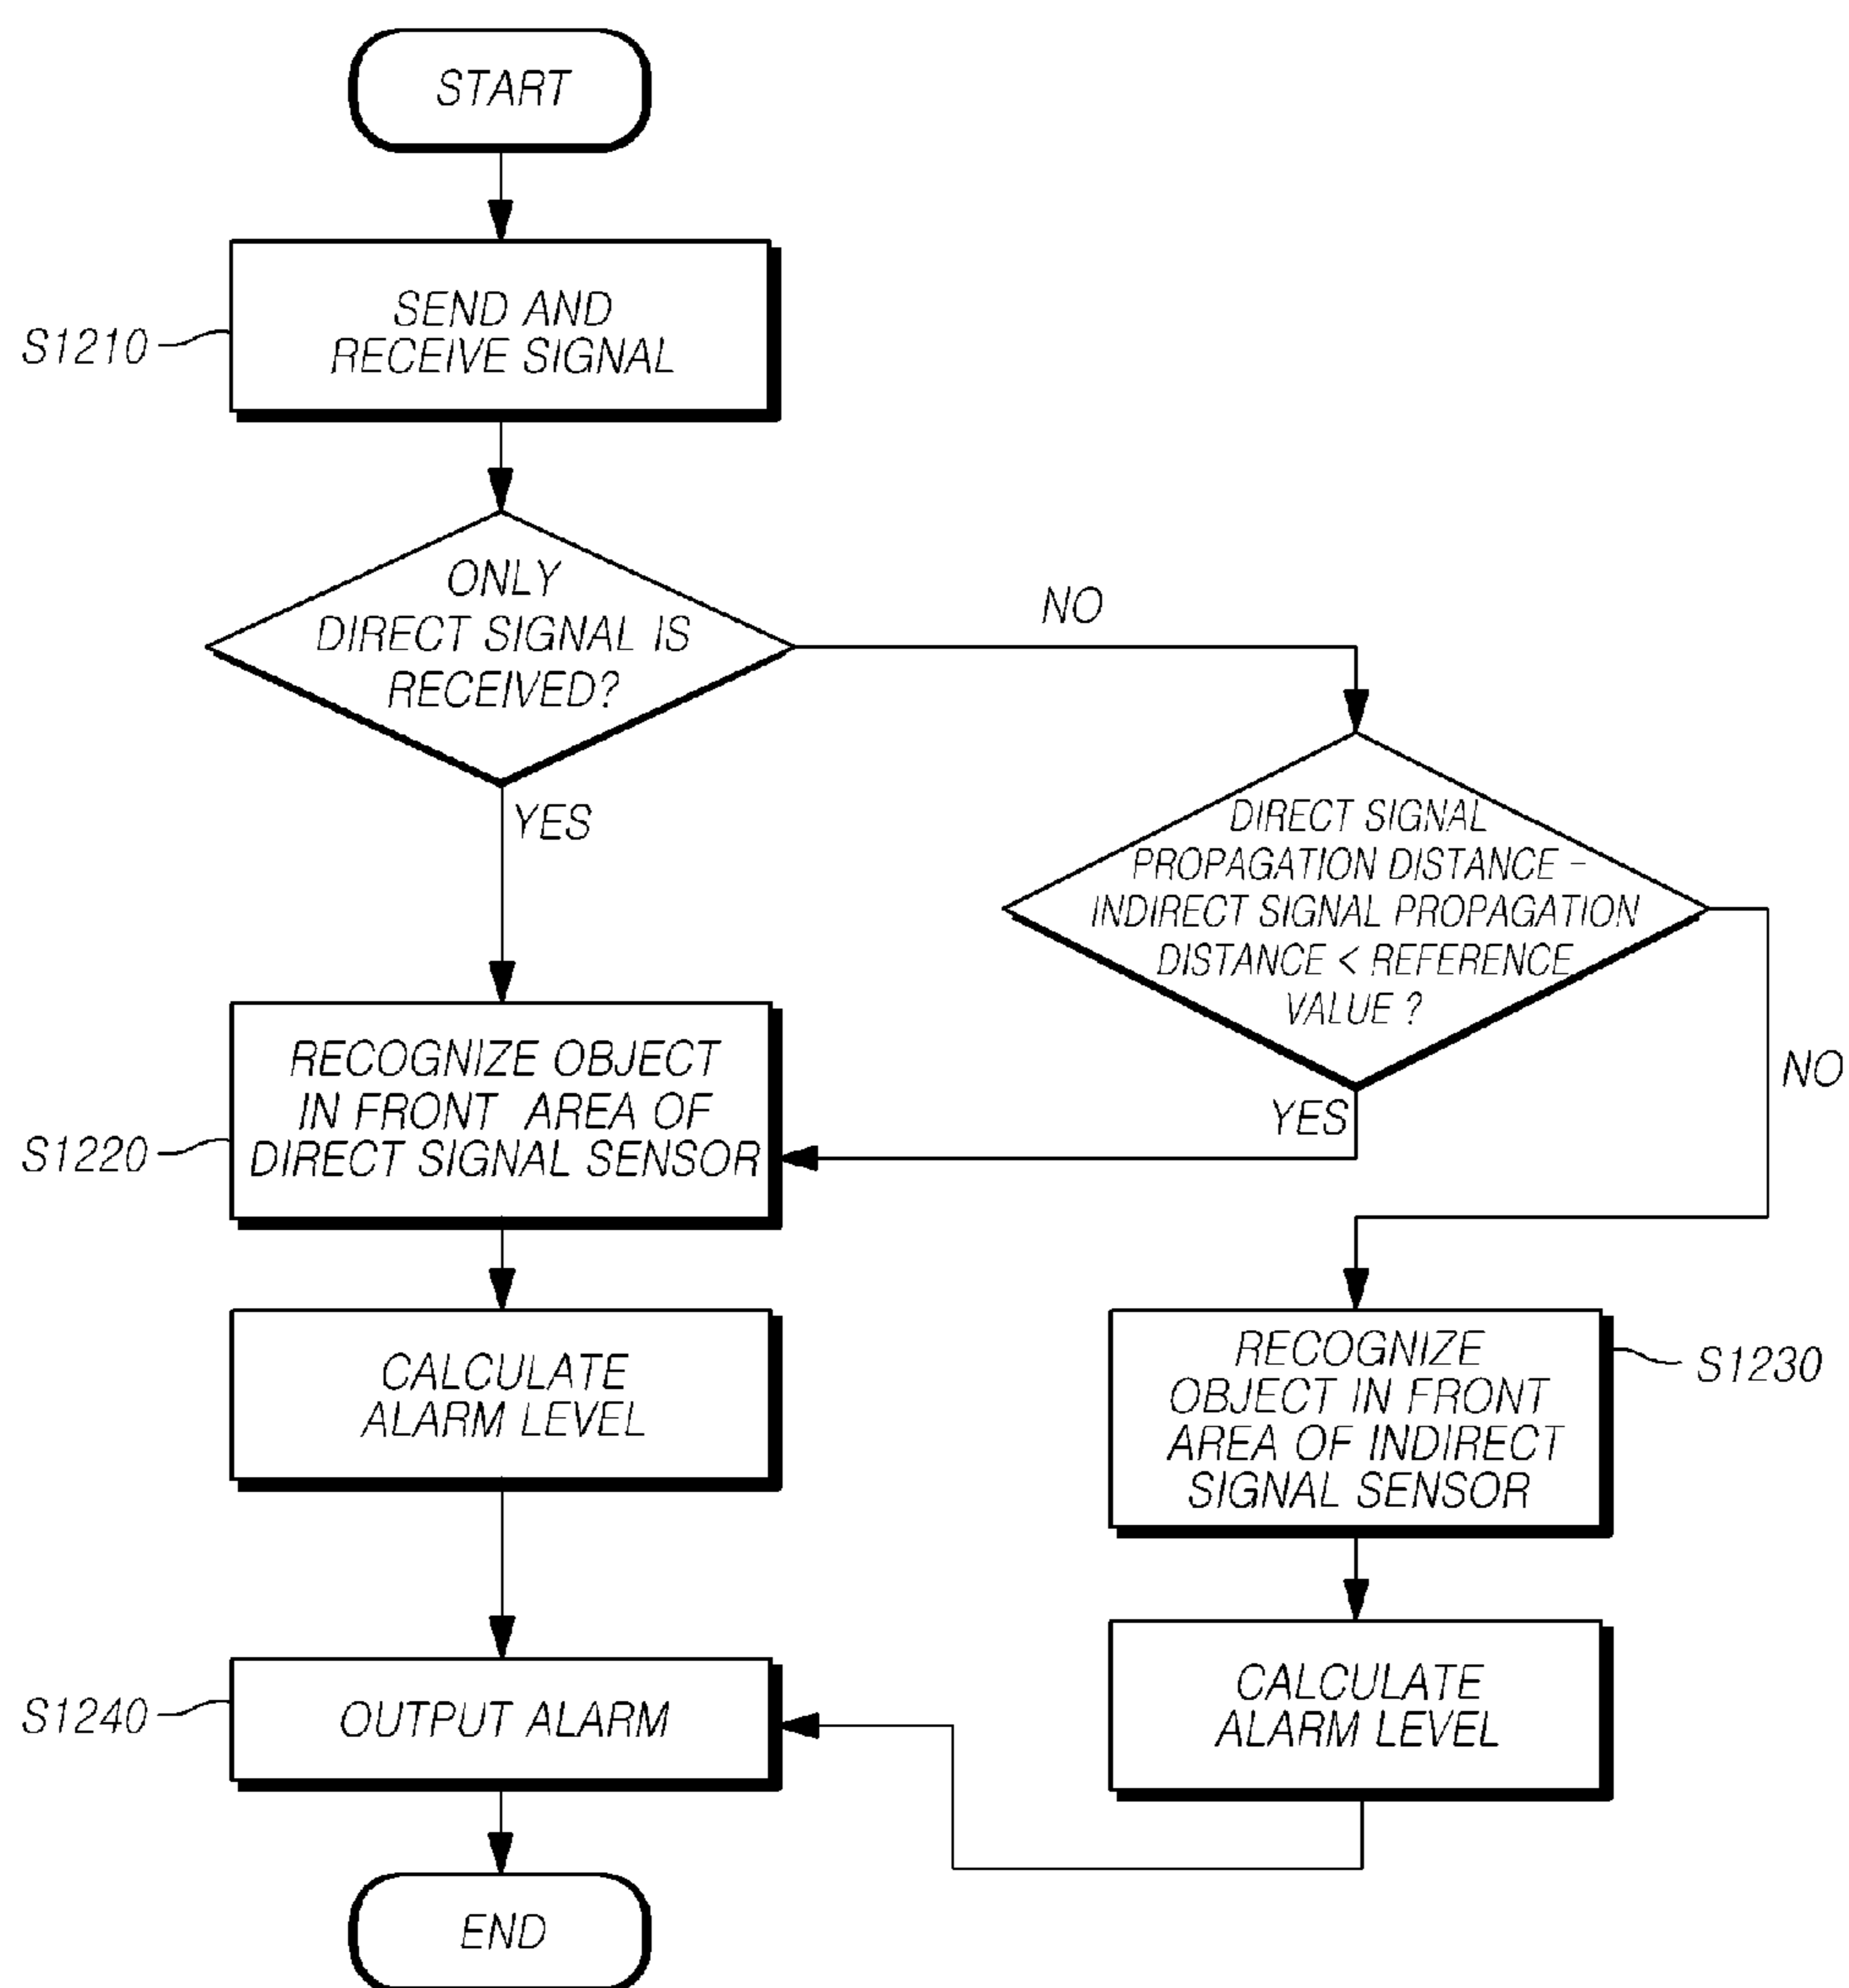 START
S1210
SEND AND
RECEIVE SIGNAL
ONLY
DIRECT SIGNAL IS
RECEIVED?
NO
YES
DIRECT SIGNAL
PROPAGATION DISTANCE –
INDIRECT SIGNAL PROPAGATION
DISTANCE < REFERENCE
VALUE ?
YES
NO
S1220
RECOGNIZE OBJECT
IN FRONT AREA OF
DIRECT SIGNAL SENSOR
CALCULATE
ALARM LEVEL
RECOGNIZE
OBJECT IN FRONT
AREA OF INDIRECT
SIGNAL SENSOR
S1230
CALCULATE
ALARM LEVEL
S1240
OUTPUT ALARM
END